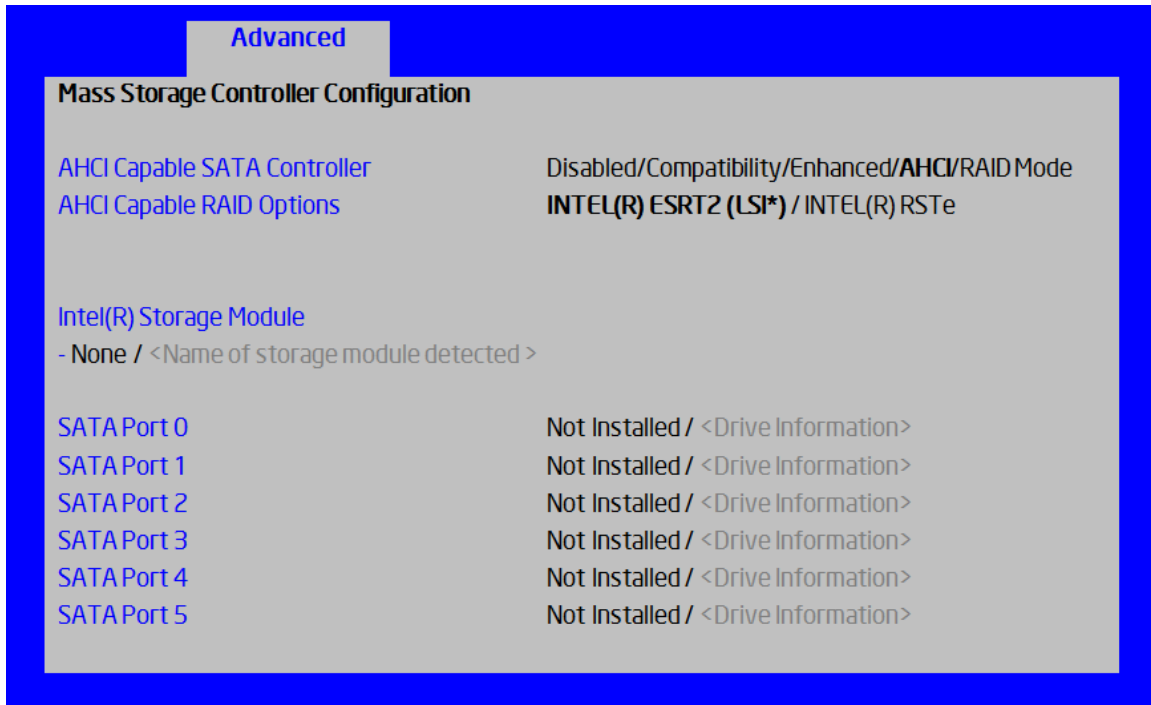 Advanced
Mass Storage Controller Configuration
AHCI Capable SATA Controller Disabled/Compatibility/Enhanced/AHCI/RAID Mode
AHCI Capable RAID Options INTEL(R) ESRT2 (LSI*) / INTEL(R) RSTe
Intel(R) Storage Module
- None / <Name of storage module detected >
SATA Port 0 Not Installed / <Drive Information>
SATA Port 1 Not Installed / <Drive Information>
SATA Port 2 Not Installed / <Drive Information>
SATA Port 3 Not Installed / <Drive Information>
SATA Port 4 Not Installed / <Drive Information>
SATA Port 5 Not Installed / <Drive Information>